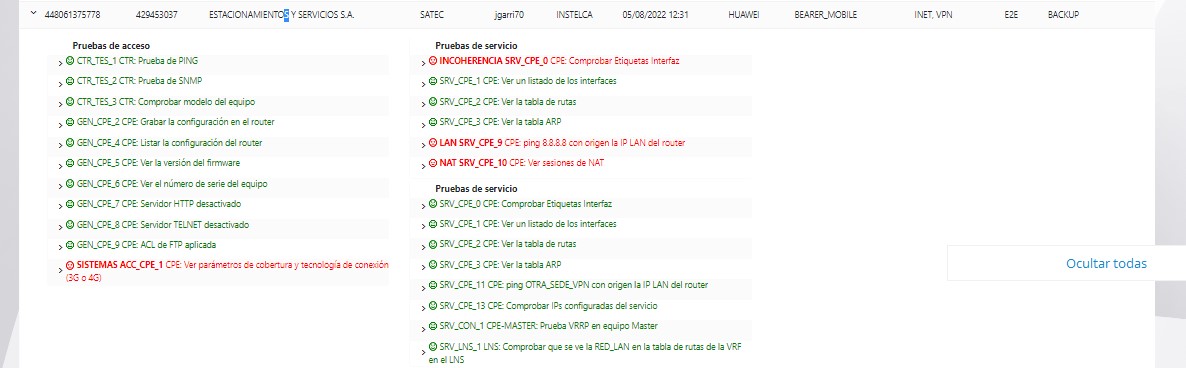 448061375778 429453037 ESTACIONAMIENTOS Y SERVICIOS S.A. SATEC jgarri70 INSTELCA 05/08/2022 12:31 HUAWEI BEARER_MOBILE INET, VPN E2E BACKUP
Pruebas de acceso
CTR_TES_1 CTR: Prueba de PING
CTR_TES_2 CTR: Prueba de SNMP
CTR_TES_3 CTR: Comprobar modelo del equipo
GEN_CPE_2 CPE: Grabar la configuración en el router
GEN_CPE_4 CPE: Listar la configuración del router
GEN_CPE_5 CPE: Ver la versión del firmware
GEN_CPE_6 CPE: Ver el número de serie del equipo
GEN_CPE_7 CPE: Servidor HTTP desactivado
GEN_CPE_8 CPE: Servidor TELNET desactivado
GEN_CPE_9 CPE: ACL de FTP aplicada
SISTEMAS ACC_CPE_1 CPE: Ver parámetros de cobertura y tecnología de conexión
(3G o 4G)
Pruebas de servicio
INCOHERENCIA SRV_CPE_0 CPE: Comprobar Etiquetas Interfaz
SRV_CPE_1 CPE: Ver un listado de los interfaces
SRV_CPE_2 CPE: Ver la tabla de rutas
SRV_CPE_3 CPE: Ver la tabla ARP
LAN SRV_CPE_9 CPE: ping 8.8.8.8 con origen la IP LAN del router
NAT SRV_CPE_10 CPE: Ver sesiones de NAT
Pruebas de servicio
SRV_CPE_0 CPE: Comprobar Etiquetas Interfaz
SRV_CPE_1 CPE: Ver un listado de los interfaces
SRV_CPE_2 CPE: Ver la tabla de rutas
SRV_CPE_3 CPE: Ver la tabla ARP
SRV_CPE_11 CPE: ping OTRA_SEDE_VPN con origen la IP LAN del router
SRV_CPE_13 CPE: Comprobar IPs configuradas del servicio
SRV_CON_1 CPE-MASTER: Prueba VRRP en equipo Master
SRV_LNS_1 LNS: Comprobar que se ve la RED_LAN en la tabla de rutas de la VRF
en el LNS
Ocultar todas